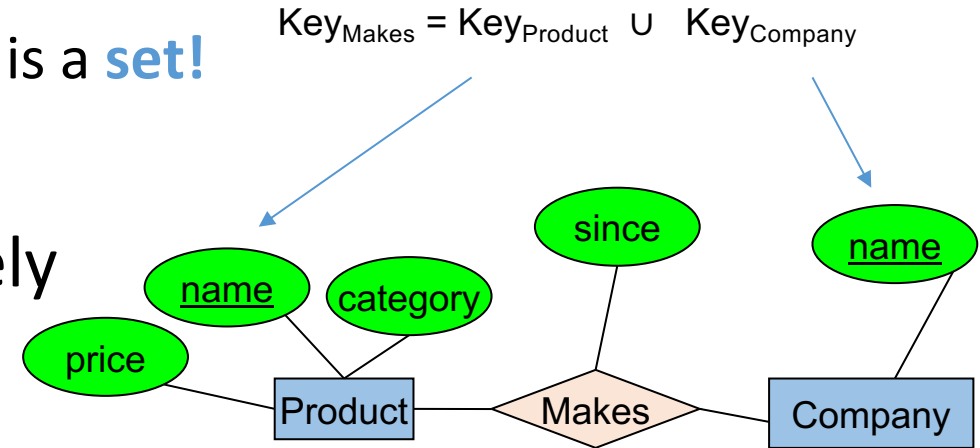 Key_Makes = Key_Product ∪ Key_Company
is a set!
since
ely
name
name
category
price
Product
Makes
Company